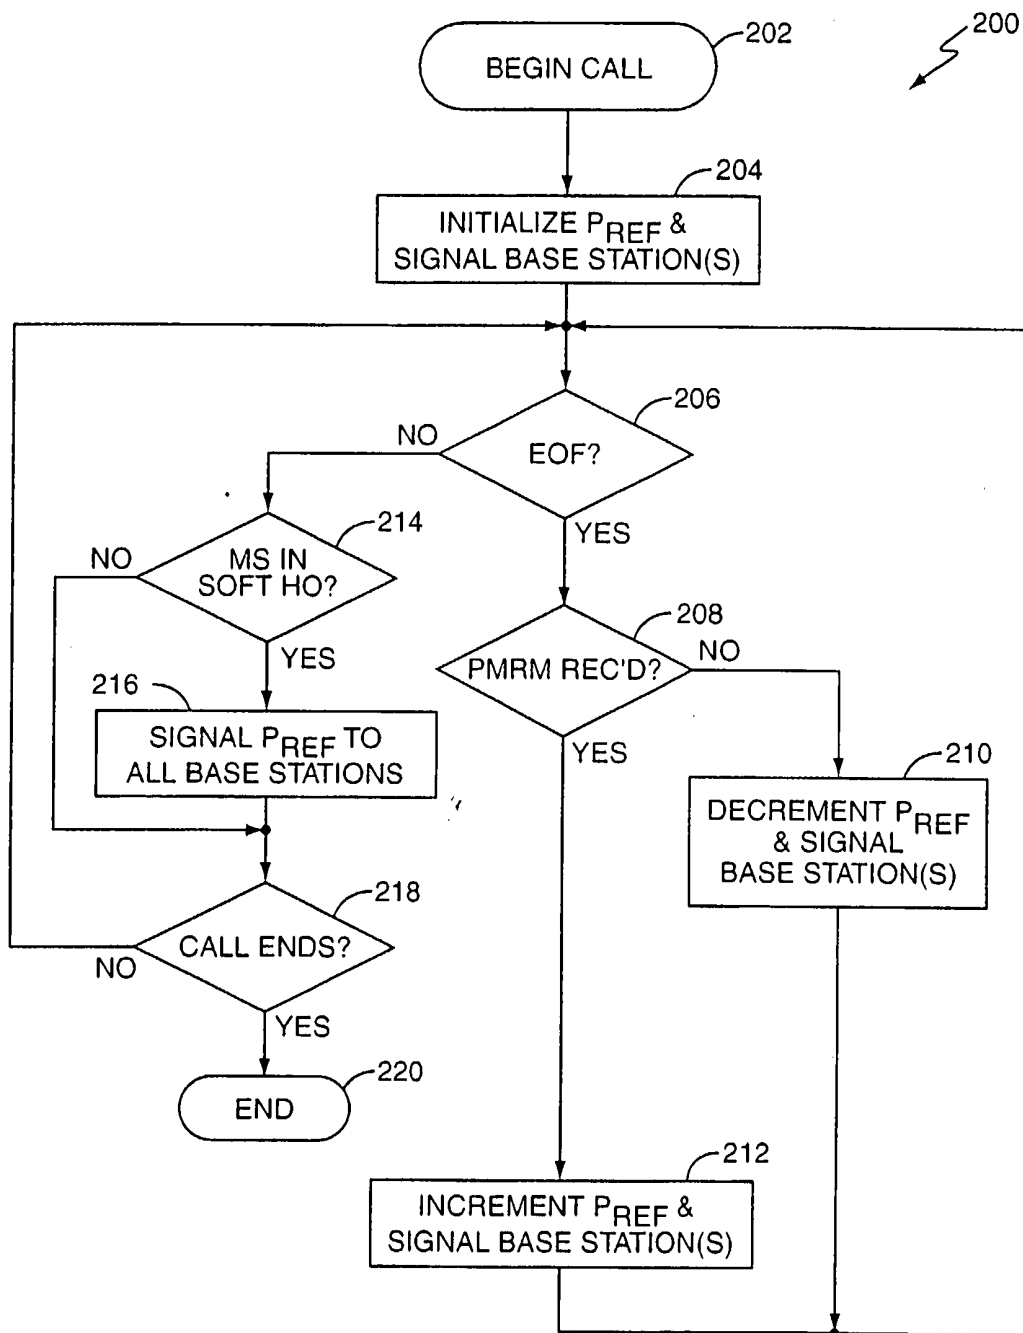 200
202
BEGIN CALL
204
INITIALIZE PREF &
SIGNAL BASE STATION(S)
206
EOF?
NO
YES
214
MS IN
SOFT HO?
NO
YES
208
PMRM REC'D?
NO
YES
216
SIGNAL PREF TO
ALL BASE STATIONS
210
DECREMENT PREF
& SIGNAL
BASE STATION(S)
218
CALL ENDS?
NO
YES
220
END
212
INCREMENT PREF &
SIGNAL BASE STATION(S)